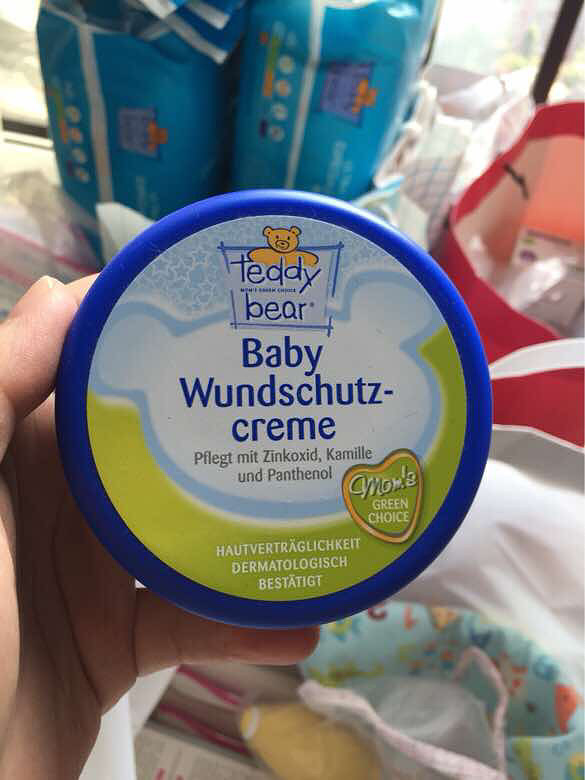 teddy
MOM'S GREEN CHOICE
bear®
Baby
Wundschutz-
creme
Pflegt mit Zinkoxid, Kamille
und Panthenol
Mom's
GREEN
CHOICE
HAUTVERTRÄGLICHKEIT
DERMATOLOGISCH
BESTÄTIGT